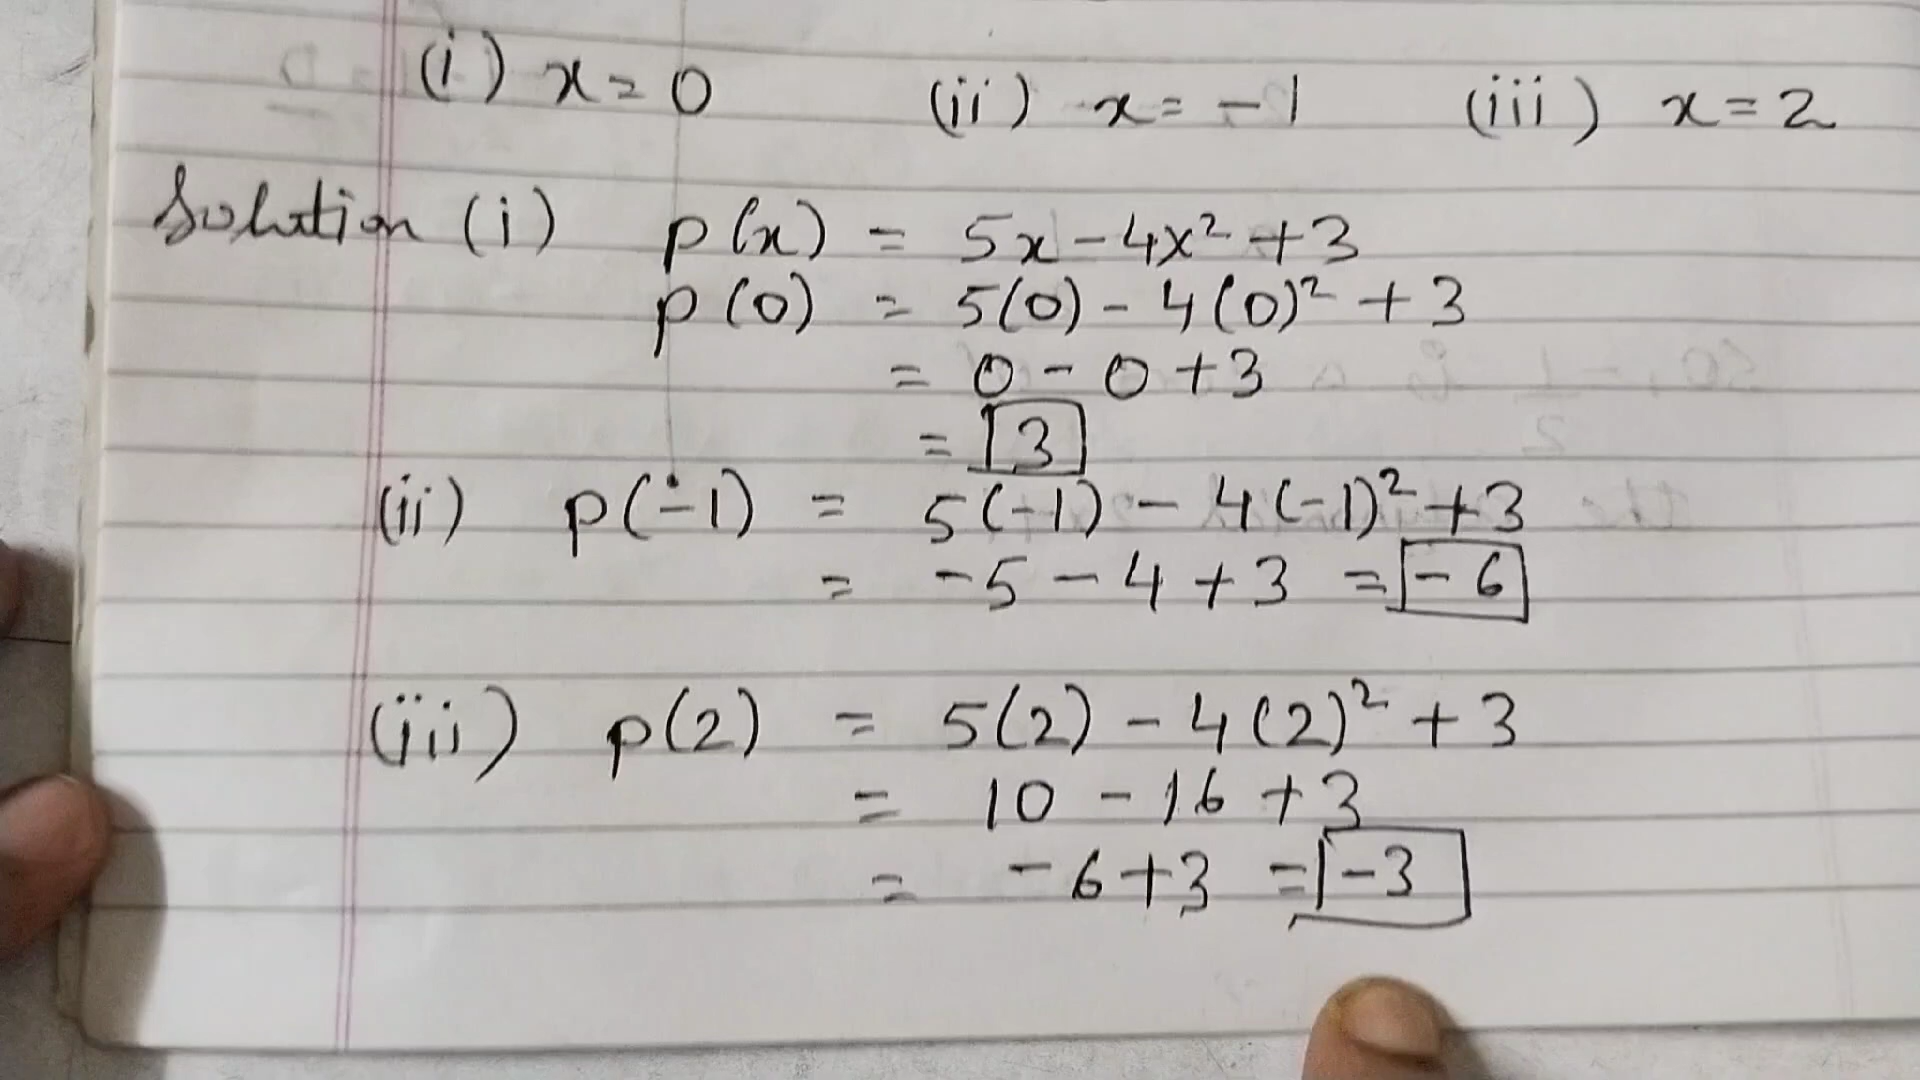 (i) x = 0 (ii) x = -1 (iii) x = 2
Solution (i) p(x) = 5x - 4x² + 3
p(0) = 5(0) - 4(0)² + 3
= 0 - 0 + 3
= 3
(ii) p(-1) = 5(-1) - 4(-1)² + 3
= -5 - 4 + 3 = -6
(iii) p(2) = 5(2) - 4(2)² + 3
= 10 - 16 + 3
= -6 + 3 = -3